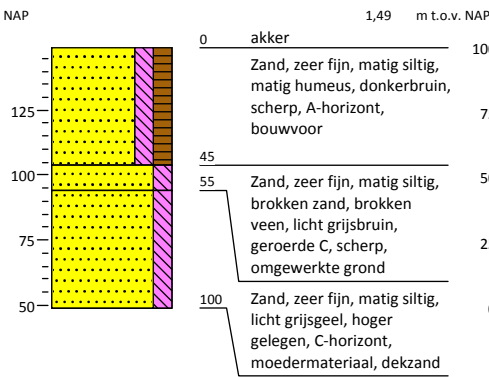 NAP 1,49 m t.o.v. NAP
0 akker
Zand, zeer fijn, matig siltig,
matig humeus, donkerbruin,
scherp, A-horizont,
bouwvoor
45
55 Zand, zeer fijn, matig siltig,
brokken zand, brokken
veen, licht grijsbruin,
geroerde C, scherp,
omgewerkte grond
100 Zand, zeer fijn, matig siltig,
licht grijsgeel, hoger
gelegen, C-horizont,
moedermateriaal, dekzand
125
100
75
50